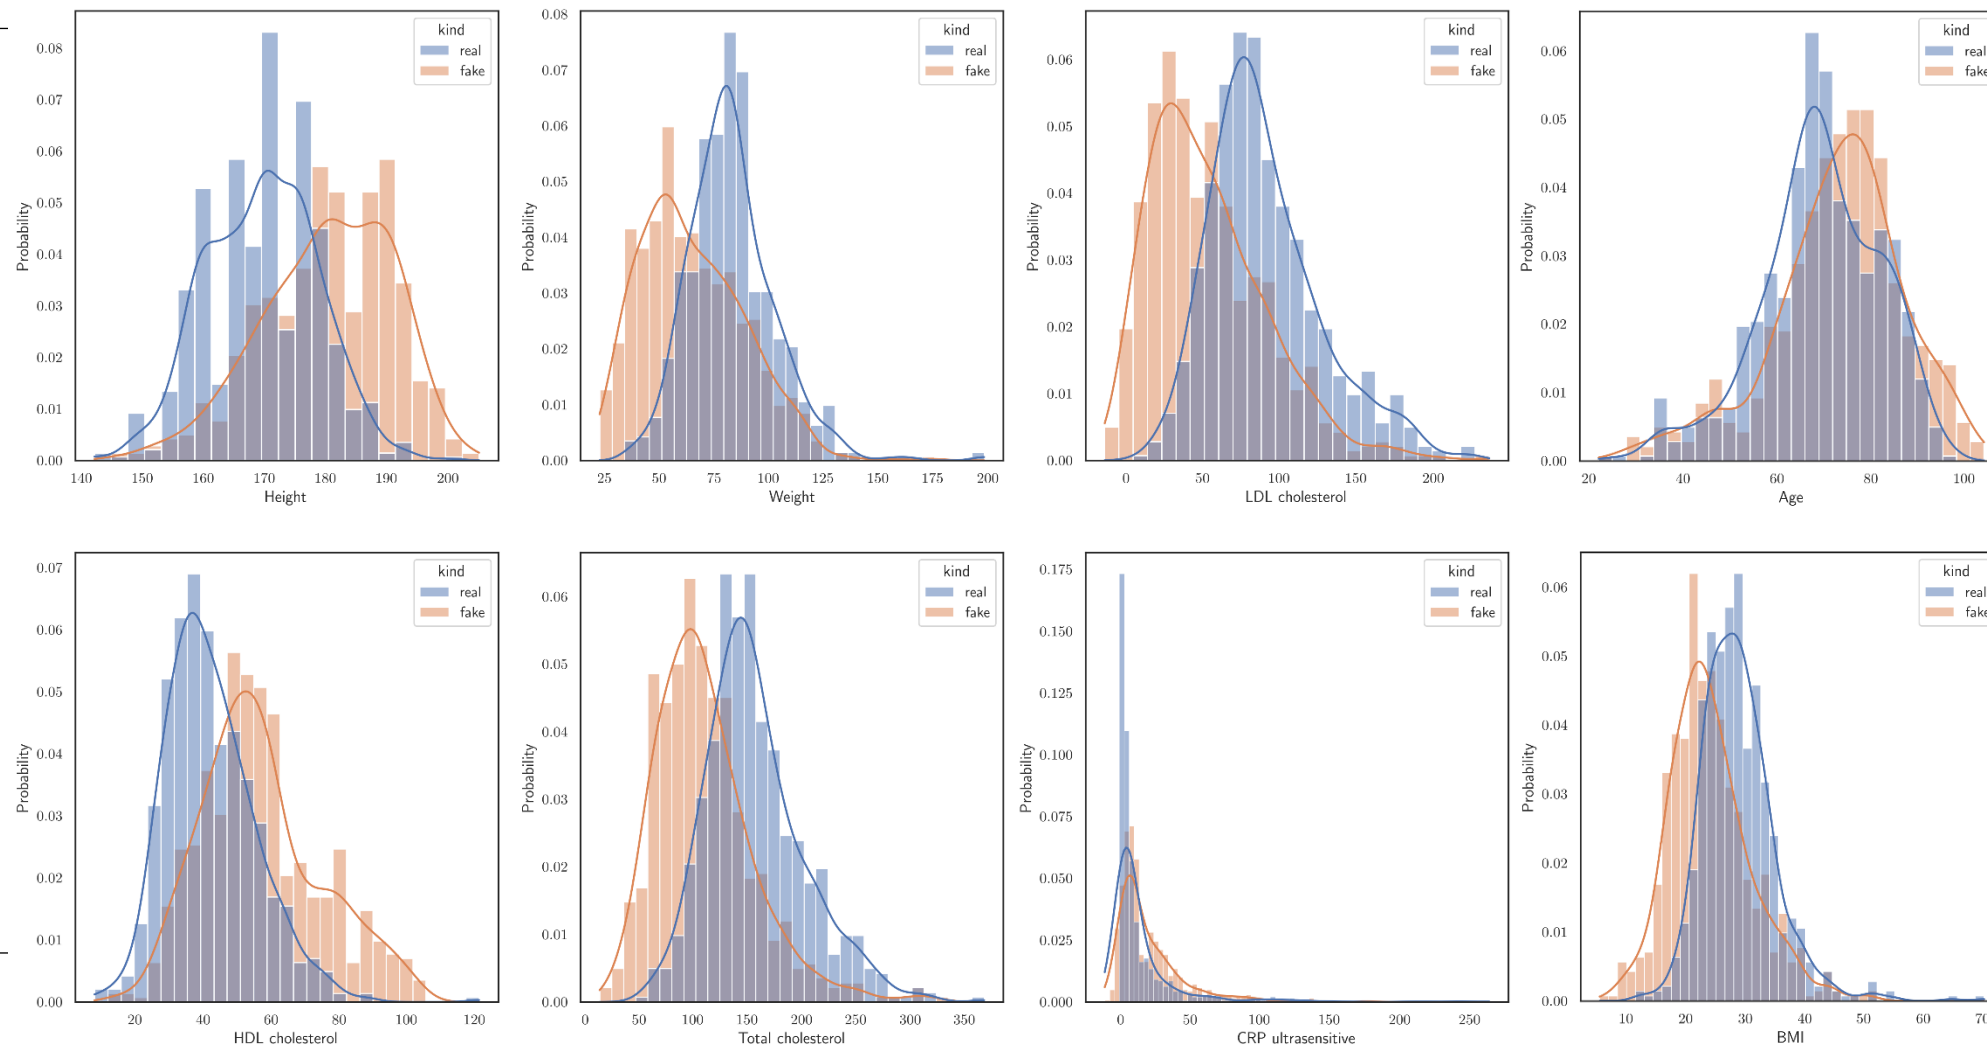 kind
real
fake
0.08
0.07
0.06
0.05
0.04
0.03
0.02
0.01
0.00
Probability
140 150 160 170 180 190 200
Height
kind
real
fake
0.08
0.07
0.06
0.05
0.04
0.03
0.02
0.01
0.00
Probability
25 50 75 100 125 150 175 200
Weight
kind
real
fake
0.06
0.05
0.04
0.03
0.02
0.01
0.00
Probability
0 50 100 150 200
LDL cholesterol
kind
real
fake
0.06
0.05
0.04
0.03
0.02
0.01
0.00
Probability
20 40 60 80 100
Age
kind
real
fake
0.07
0.06
0.05
0.04
0.03
0.02
0.01
0.00
Probability
20 40 60 80 100 120
HDL cholesterol
kind
real
fake
0.06
0.05
0.04
0.03
0.02
0.01
0.00
Probability
0 50 100 150 200 250 300 350
Total cholesterol
kind
real
fake
0.175
0.150
0.125
0.100
0.075
0.050
0.025
0.000
Probability
0 50 100 150 200 250
CRP ultrasensitive
kind
real
fake
0.06
0.05
0.04
0.03
0.02
0.01
0.00
Probability
10 20 30 40 50 60 70
BMI